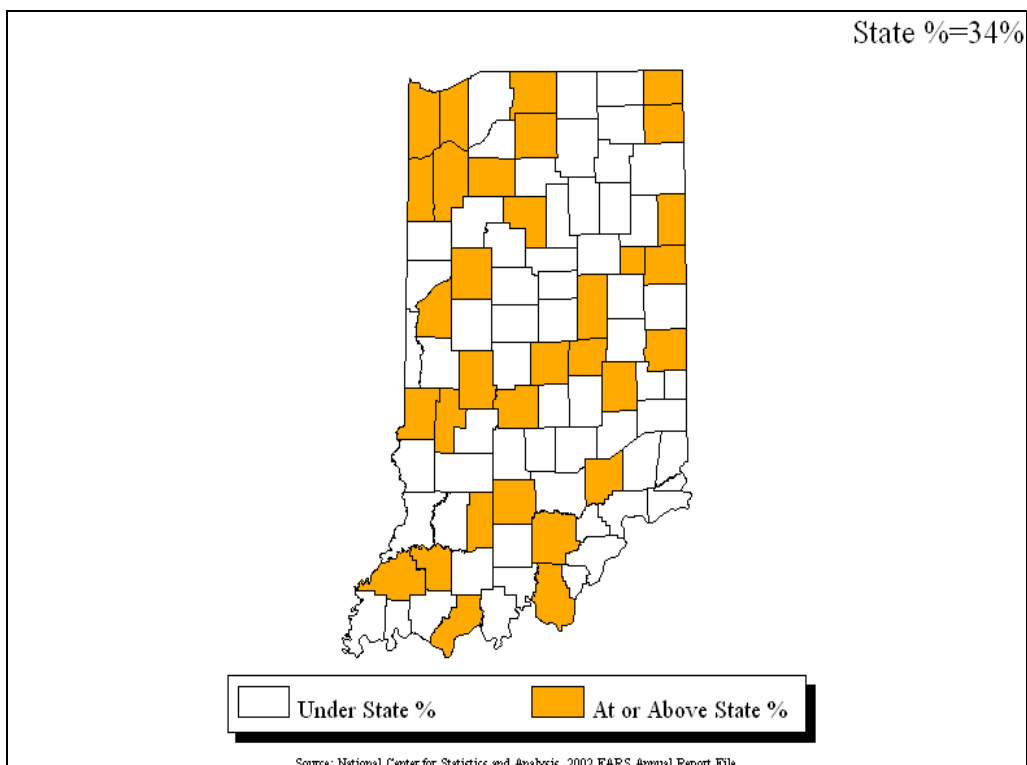 State %=34%
Under State %
At or Above State %
Source: National Center for Statistics and Analysis, 2002 FARS Annual Report File